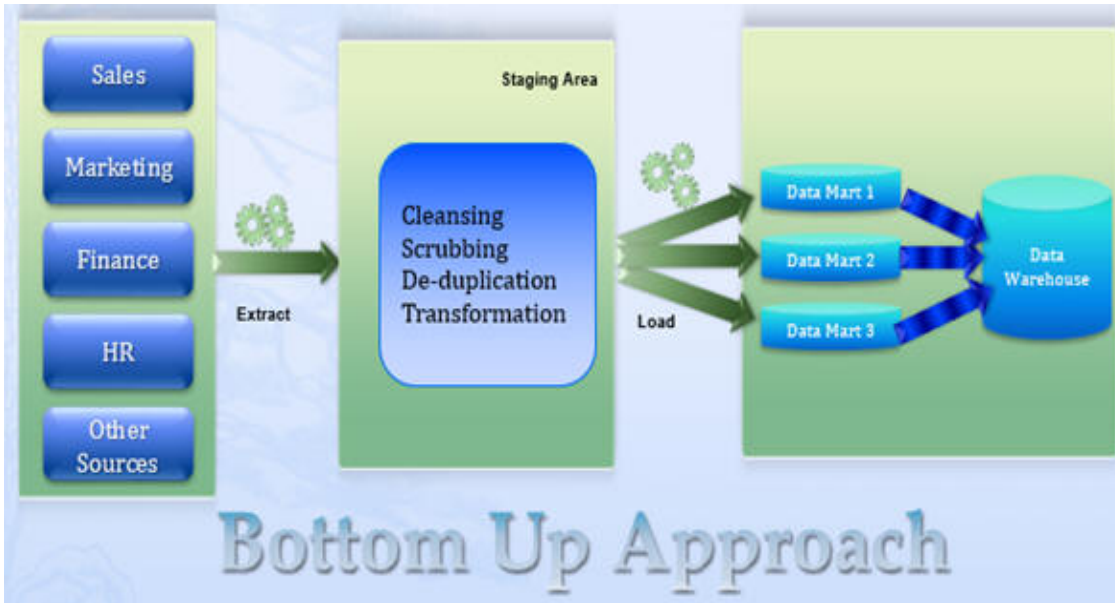 Sales
Marketing
Finance
HR
Other
Sources
Extract
Staging Area
Cleansing
Scrubbing
De-duplication
Transformation
Load
Data Mart 1
Data Mart 2
Data Mart 3
Data
Warehouse
Bottom Up Approach